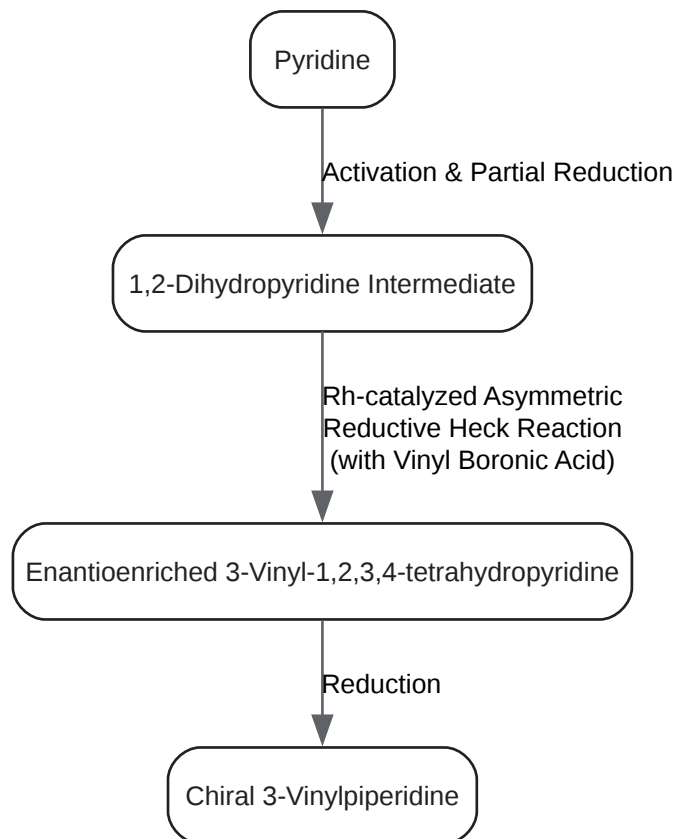 Pyridine
Activation & Partial Reduction
1,2-Dihydropyridine Intermediate
Rh-catalyzed Asymmetric
Reductive Heck Reaction
(with Vinyl Boronic Acid)
Enantioenriched 3-Vinyl-1,2,3,4-tetrahydropyridine
Reduction
Chiral 3-Vinylpiperidine